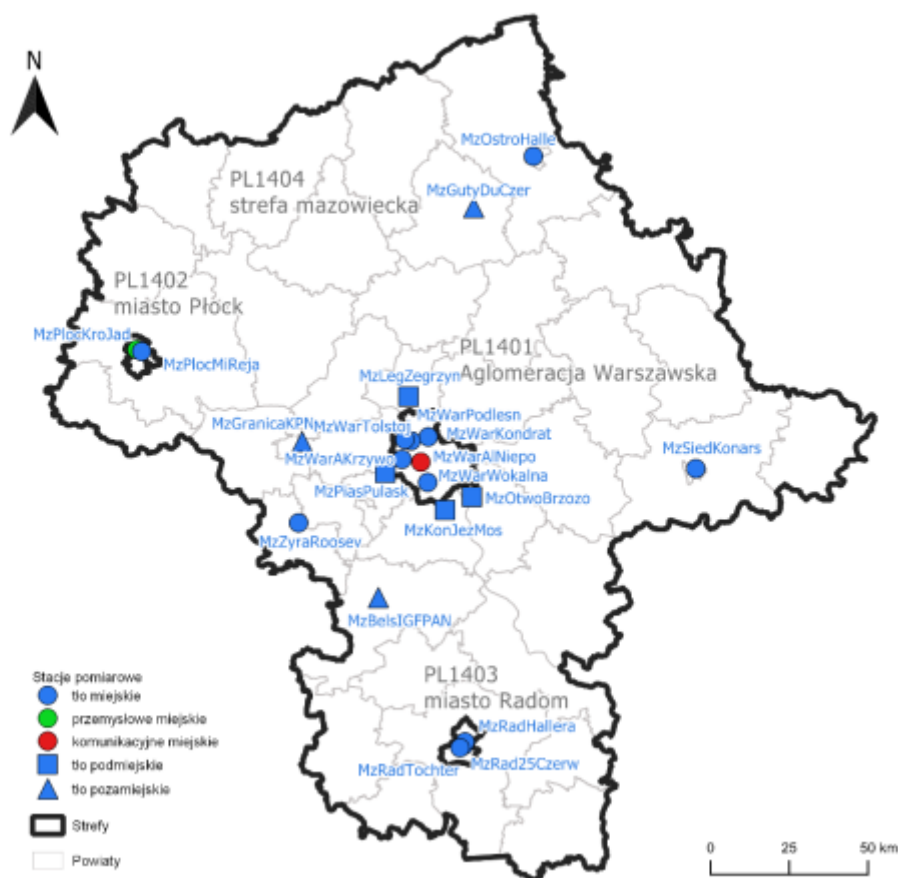 N
MzOstroHalle
PL1404
strefa mazowiecka
MzGutyDuCzer
PL1402
miasto Płock
MzPlocKroJad
MzPlocMiReja
PL1401
Aglomeracja Warszawska
MzLegZegrzyn
MzGranicaKPN
MzWarTolstoj
MzWarPodlesn
MzWarKondrat
MzWarAKrzywo
MzWarAlNiepo
MzSiedKonars
MzWarWokalna
MzPiasPulask
MzOtwoBrzozo
MzKonJezMos
MzZyraRoosev
MzBelsIGFPAN
PL1403
miasto Radom
MzRadHallera
MzRadTochter
MzRad25Czerw
Stacje pomiarowe
tło miejskie
przemysłowe miejskie
komunikacyjne miejskie
tło podmiejskie
tło pozamiejskie
Strefy
Powiaty
0 25 50 km